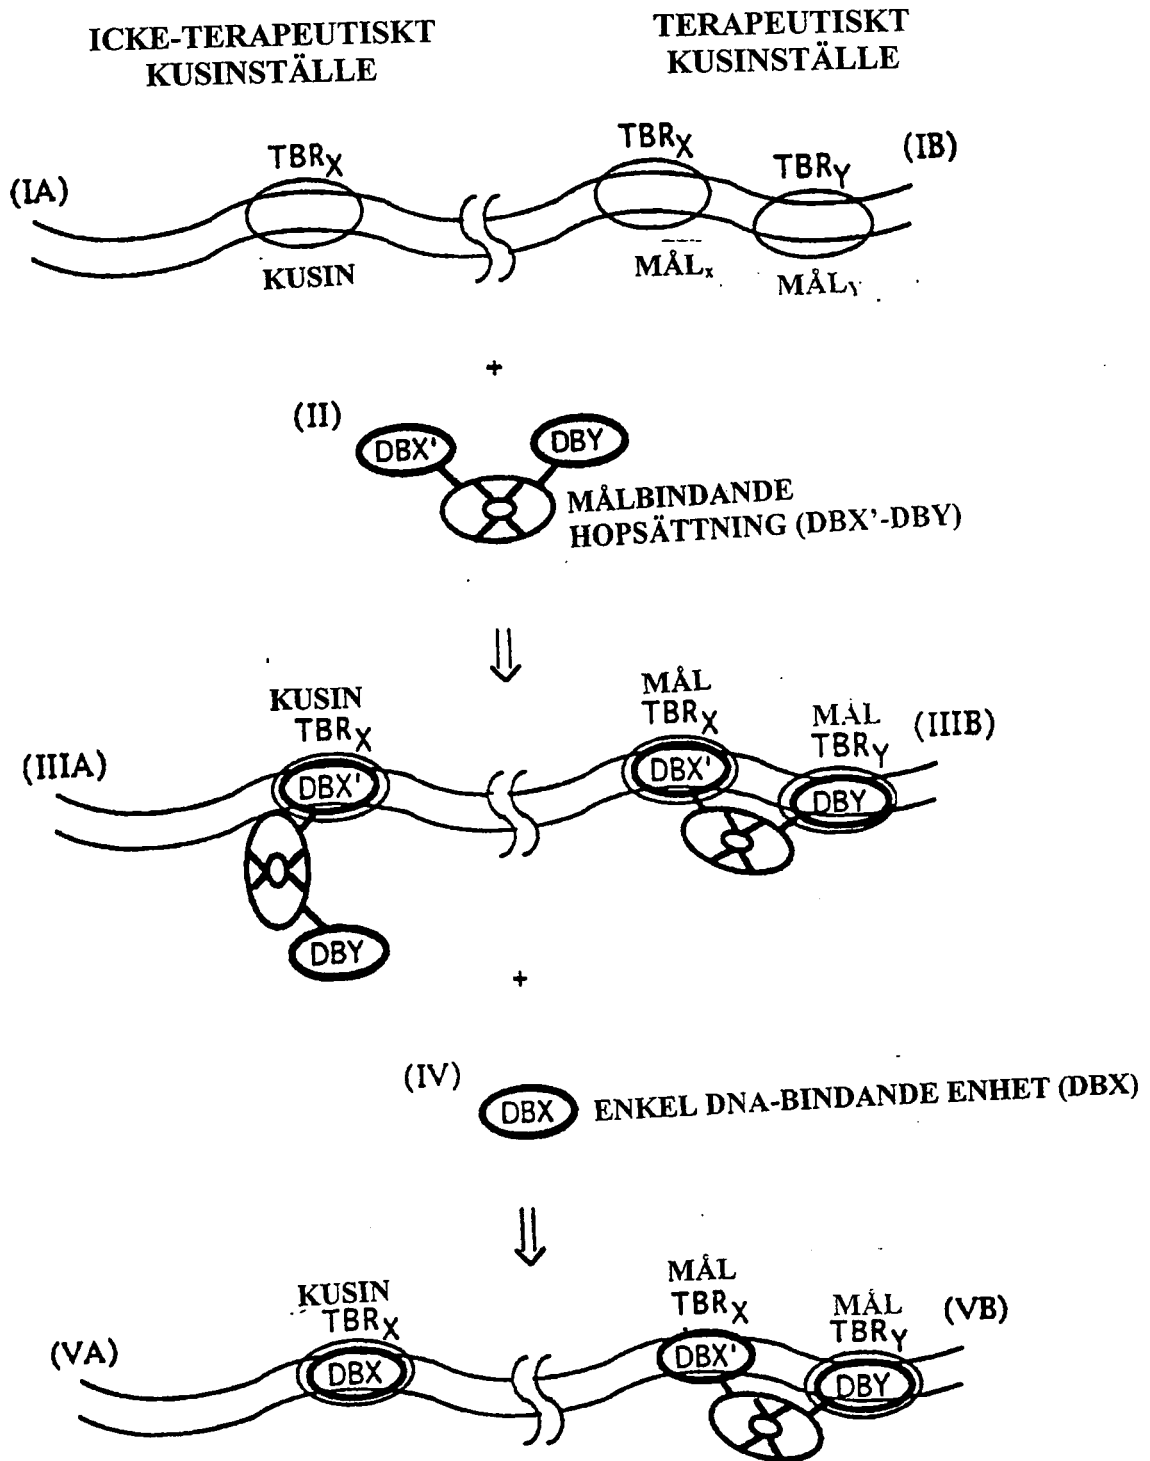 ICKE-TERAPEUTISKT
KUSINSTÄLLE
TERAPEUTISKT
KUSINSTÄLLE
(IA)
TBRX
KUSIN
TBRX
MÅLx
TBRY
MÅLY
(IB)
+
(II)
DBX'
DBY
MÅLBINDANDE
HOPSÄTTNING (DBX'-DBY)
(IIIA)
KUSIN
TBRX
DBX'
DBY
MÅL
TBRX
DBX'
MÅL
TBRY
DBY
(IIIB)
+
(IV)
DBX
ENKEL DNA-BINDANDE ENHET (DBX)
(VA)
KUSIN
TBRX
DBX
MÅL
TBRX
DBX'
MÅL
TBRY
DBY
(VB)